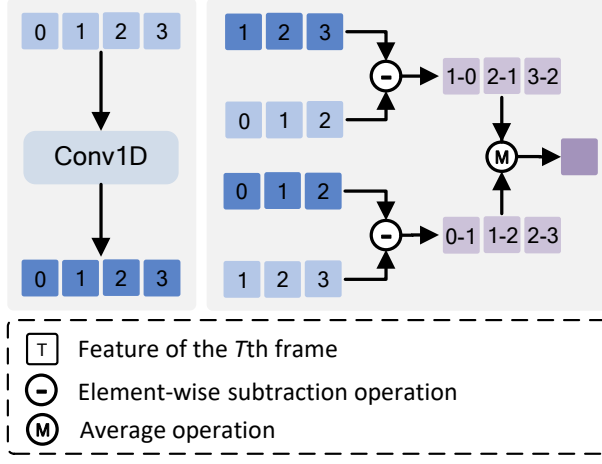 0 1 2 3
Conv1D
0 1 2 3
1 2 3
-
0 1 2
1-0 2-1 3-2
M
0 1 2
-
1 2 3
0-1 1-2 2-3
T Feature of the Tth frame
- Element-wise subtraction operation
M Average operation